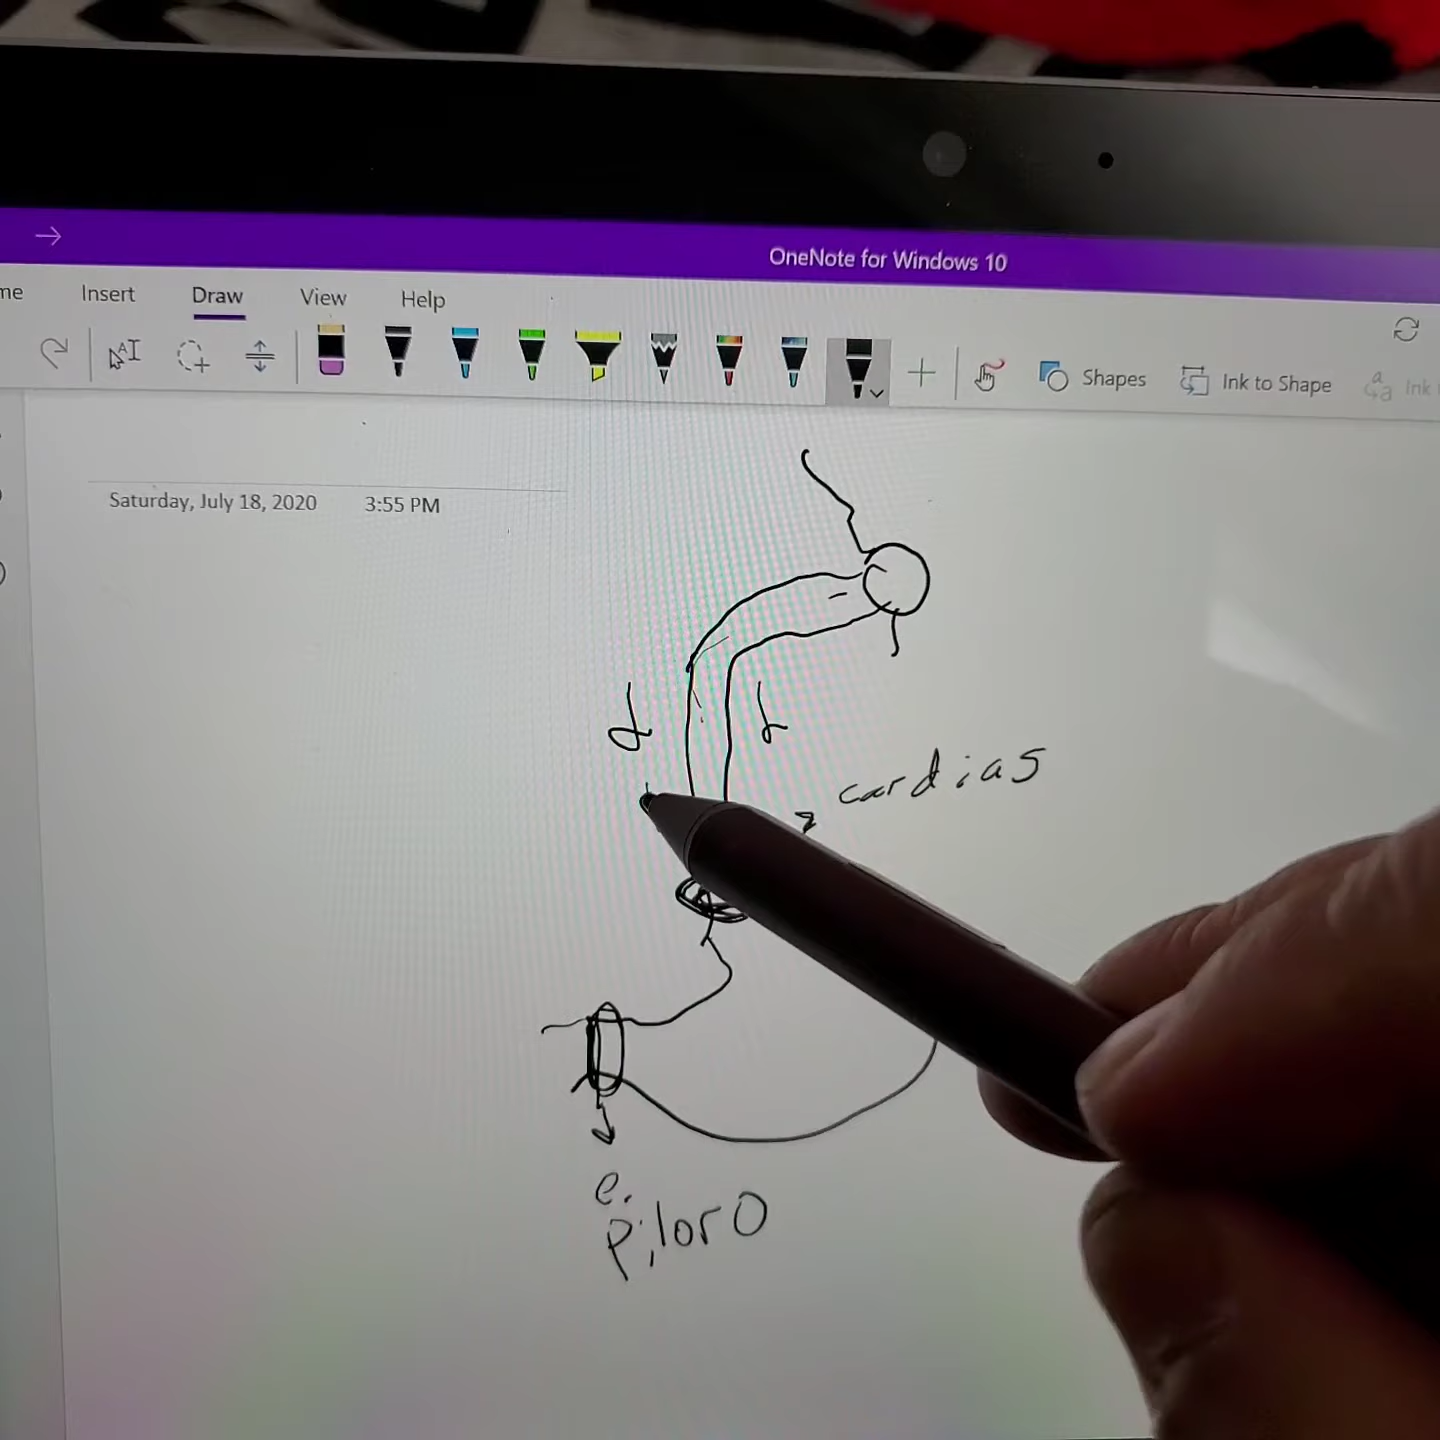 OneNote for Windows 10
Insert Draw View Help
Shapes Ink to Shape Ink
Saturday, July 18, 2020 3:55 PM
cardias
e.
piloro